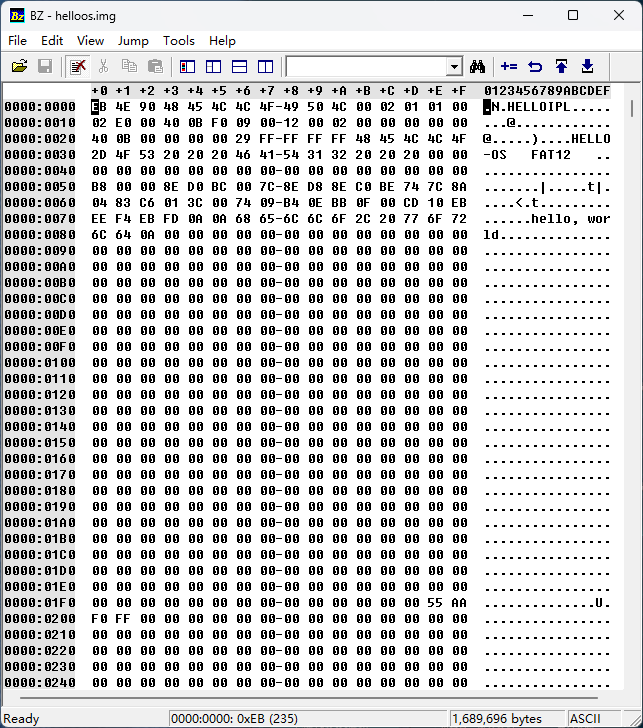 BZ - helloos.img
File Edit View Jump Tools Help
+0 +1 +2 +3 +4 +5 +6 +7 +8 +9 +A +B +C +D +E +F 0123456789ABCDEF
0000:0000 EB 4E 90 48 45 4C 4C 4F-49 50 4C 00 02 01 01 00 .N.HELLOIPL.....
0000:0010 02 E0 00 40 0B F0 09 00-12 00 02 00 00 00 00 00 ...@............
0000:0020 40 0B 00 00 00 00 29 FF-FF FF FF 48 45 4C 4C 4F @.....)....HELLO
0000:0030 2D 4F 53 20 20 20 46 41-54 31 32 20 20 20 00 00 -OS   FAT12   ..
0000:0040 00 00 00 00 00 00 00 00-00 00 00 00 00 00 00 00 ................
0000:0050 B8 00 00 8E D0 BC 00 7C-8E D8 8E C0 BE 74 7C 8A .......|.....t|.
0000:0060 04 83 C6 01 3C 00 74 09-B4 0E BB 0F 00 CD 10 EB ....<.t.........
0000:0070 EE F4 EB FD 0A 0A 68 65-6C 6C 6F 2C 20 77 6F 72 ......hello, wor
0000:0080 6C 64 0A 00 00 00 00 00-00 00 00 00 00 00 00 00 ld..............
0000:0090 00 00 00 00 00 00 00 00-00 00 00 00 00 00 00 00 ................
0000:00A0 00 00 00 00 00 00 00 00-00 00 00 00 00 00 00 00 ................
0000:00B0 00 00 00 00 00 00 00 00-00 00 00 00 00 00 00 00 ................
0000:00C0 00 00 00 00 00 00 00 00-00 00 00 00 00 00 00 00 ................
0000:00D0 00 00 00 00 00 00 00 00-00 00 00 00 00 00 00 00 ................
0000:00E0 00 00 00 00 00 00 00 00-00 00 00 00 00 00 00 00 ................
0000:00F0 00 00 00 00 00 00 00 00-00 00 00 00 00 00 00 00 ................
0000:0100 00 00 00 00 00 00 00 00-00 00 00 00 00 00 00 00 ................
0000:0110 00 00 00 00 00 00 00 00-00 00 00 00 00 00 00 00 ................
0000:0120 00 00 00 00 00 00 00 00-00 00 00 00 00 00 00 00 ................
0000:0130 00 00 00 00 00 00 00 00-00 00 00 00 00 00 00 00 ................
0000:0140 00 00 00 00 00 00 00 00-00 00 00 00 00 00 00 00 ................
0000:0150 00 00 00 00 00 00 00 00-00 00 00 00 00 00 00 00 ................
0000:0160 00 00 00 00 00 00 00 00-00 00 00 00 00 00 00 00 ................
0000:0170 00 00 00 00 00 00 00 00-00 00 00 00 00 00 00 00 ................
0000:0180 00 00 00 00 00 00 00 00-00 00 00 00 00 00 00 00 ................
0000:0190 00 00 00 00 00 00 00 00-00 00 00 00 00 00 00 00 ................
0000:01A0 00 00 00 00 00 00 00 00-00 00 00 00 00 00 00 00 ................
0000:01B0 00 00 00 00 00 00 00 00-00 00 00 00 00 00 00 00 ................
0000:01C0 00 00 00 00 00 00 00 00-00 00 00 00 00 00 00 00 ................
0000:01D0 00 00 00 00 00 00 00 00-00 00 00 00 00 00 00 00 ................
0000:01E0 00 00 00 00 00 00 00 00-00 00 00 00 00 00 00 00 ................
0000:01F0 00 00 00 00 00 00 00 00-00 00 00 00 00 00 55 AA ..............U.
0000:0200 F0 FF 00 00 00 00 00 00-00 00 00 00 00 00 00 00 ................
0000:0210 00 00 00 00 00 00 00 00-00 00 00 00 00 00 00 00 ................
0000:0220 00 00 00 00 00 00 00 00-00 00 00 00 00 00 00 00 ................
0000:0230 00 00 00 00 00 00 00 00-00 00 00 00 00 00 00 00 ................
0000:0240 00 00 00 00 00 00 00 00-00 00 00 00 00 00 00 00 ................
Ready 0000:0000: 0xEB (235) 1,689,696 bytes ASCII